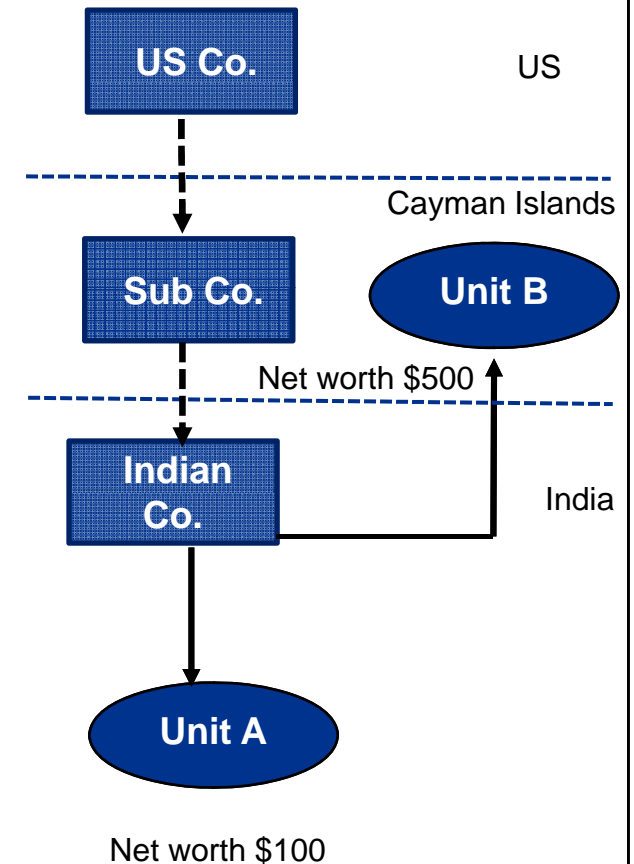 US Co.
US
Cayman Islands
Sub Co.
Unit B
Net worth $500
Indian
Co.
India
Unit A
Net worth $100